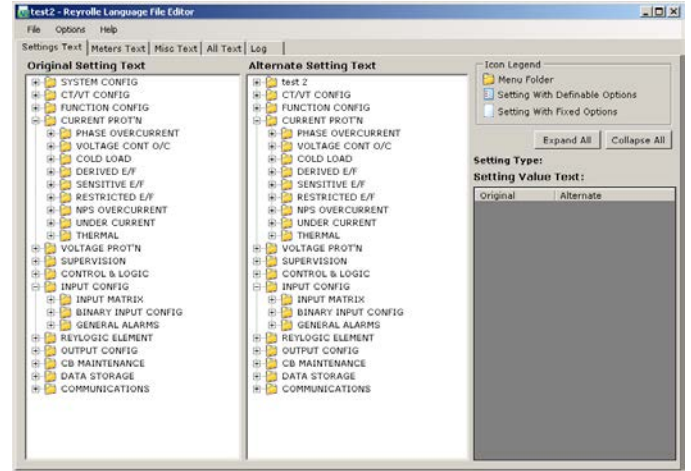 test2 - Reyrolle Language File Editor
File Options Help
Settings Text Meters Text Misc Text All Text Log
Original Setting Text
SYSTEM CONFIG
CT/VT CONFIG
FUNCTION CONFIG
CURRENT PROT'N
PHASE OVERCURRENT
VOLTAGE CONT O/C
COLD LOAD
DERIVED E/F
SENSITIVE E/F
RESTRICTED E/F
NPS OVERCURRENT
UNDER CURRENT
THERMAL
VOLTAGE PROT'N
SUPERVISION
CONTROL & LOGIC
INPUT CONFIG
INPUT MATRIX
BINARY INPUT CONFIG
GENERAL ALARMS
REYLOGIC ELEMENT
OUTPUT CONFIG
CB MAINTENANCE
DATA STORAGE
COMMUNICATIONS
Alternate Setting Text
test 2
CT/VT CONFIG
FUNCTION CONFIG
CURRENT PROT'N
PHASE OVERCURRENT
VOLTAGE CONT O/C
COLD LOAD
DERIVED E/F
SENSITIVE E/F
RESTRICTED E/F
NPS OVERCURRENT
UNDER CURRENT
THERMAL
VOLTAGE PROT'N
SUPERVISION
CONTROL & LOGIC
INPUT CONFIG
INPUT MATRIX
BINARY INPUT CONFIG
GENERAL ALARMS
REYLOGIC ELEMENT
OUTPUT CONFIG
CB MAINTENANCE
DATA STORAGE
COMMUNICATIONS
Icon Legend
Menu Folder
Setting With Definable Options
Setting With Fixed Options
Expand All Collapse All
Setting Type:
Setting Value Text:
Original Alternate